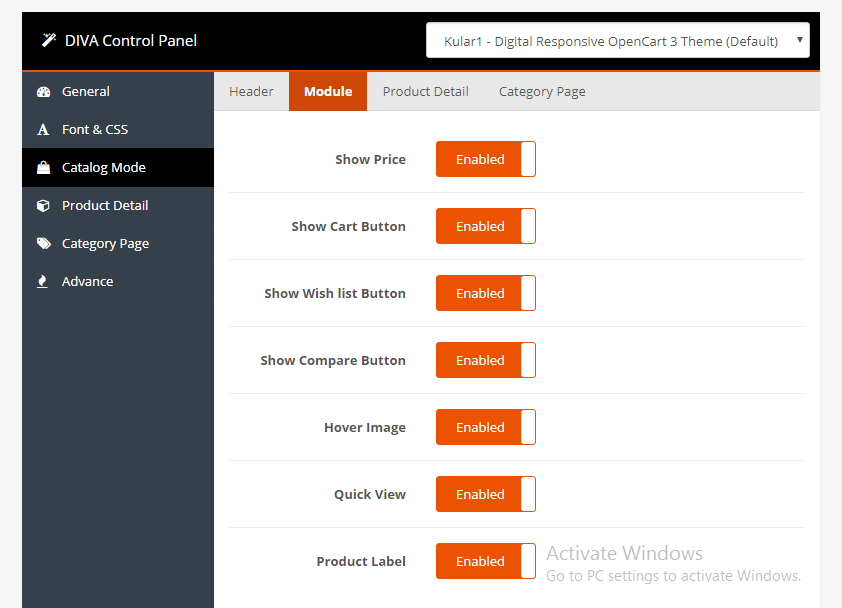 DIVA Control Panel
Kular1 - Digital Responsive OpenCart 3 Theme (Default)
General
Font & CSS
Catalog Mode
Product Detail
Category Page
Advance
Header Module Product Detail Category Page
Show Price Enabled
Show Cart Button Enabled
Show Wish list Button Enabled
Show Compare Button Enabled
Hover Image Enabled
Quick View Enabled
Product Label Enabled
Activate Windows
Go to PC settings to activate Windows.